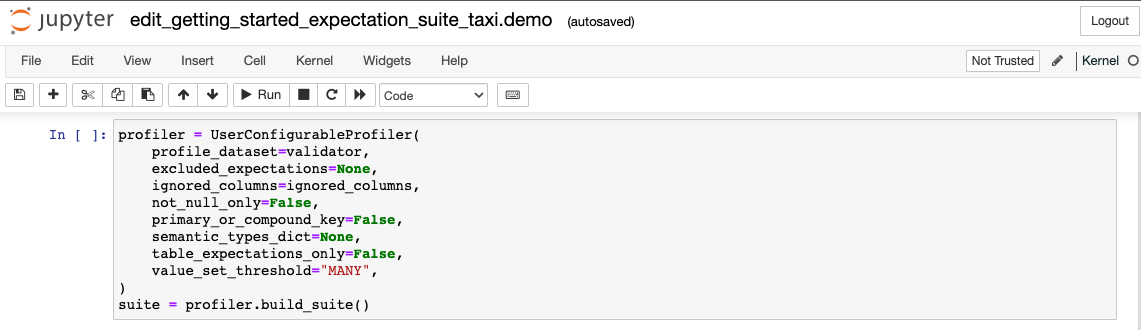 jupyter edit_getting_started_expectation_suite_taxi.demo (autosaved) Logout
File Edit View Insert Cell Kernel Widgets Help Not Trusted Kernel
Run Code
In [ ]: profiler = UserConfigurableProfiler(
    profile_dataset=validator,
    excluded_expectations=None,
    ignored_columns=ignored_columns,
    not_null_only=False,
    primary_or_compound_key=False,
    semantic_types_dict=None,
    table_expectations_only=False,
    value_set_threshold="MANY",
)
suite = profiler.build_suite()